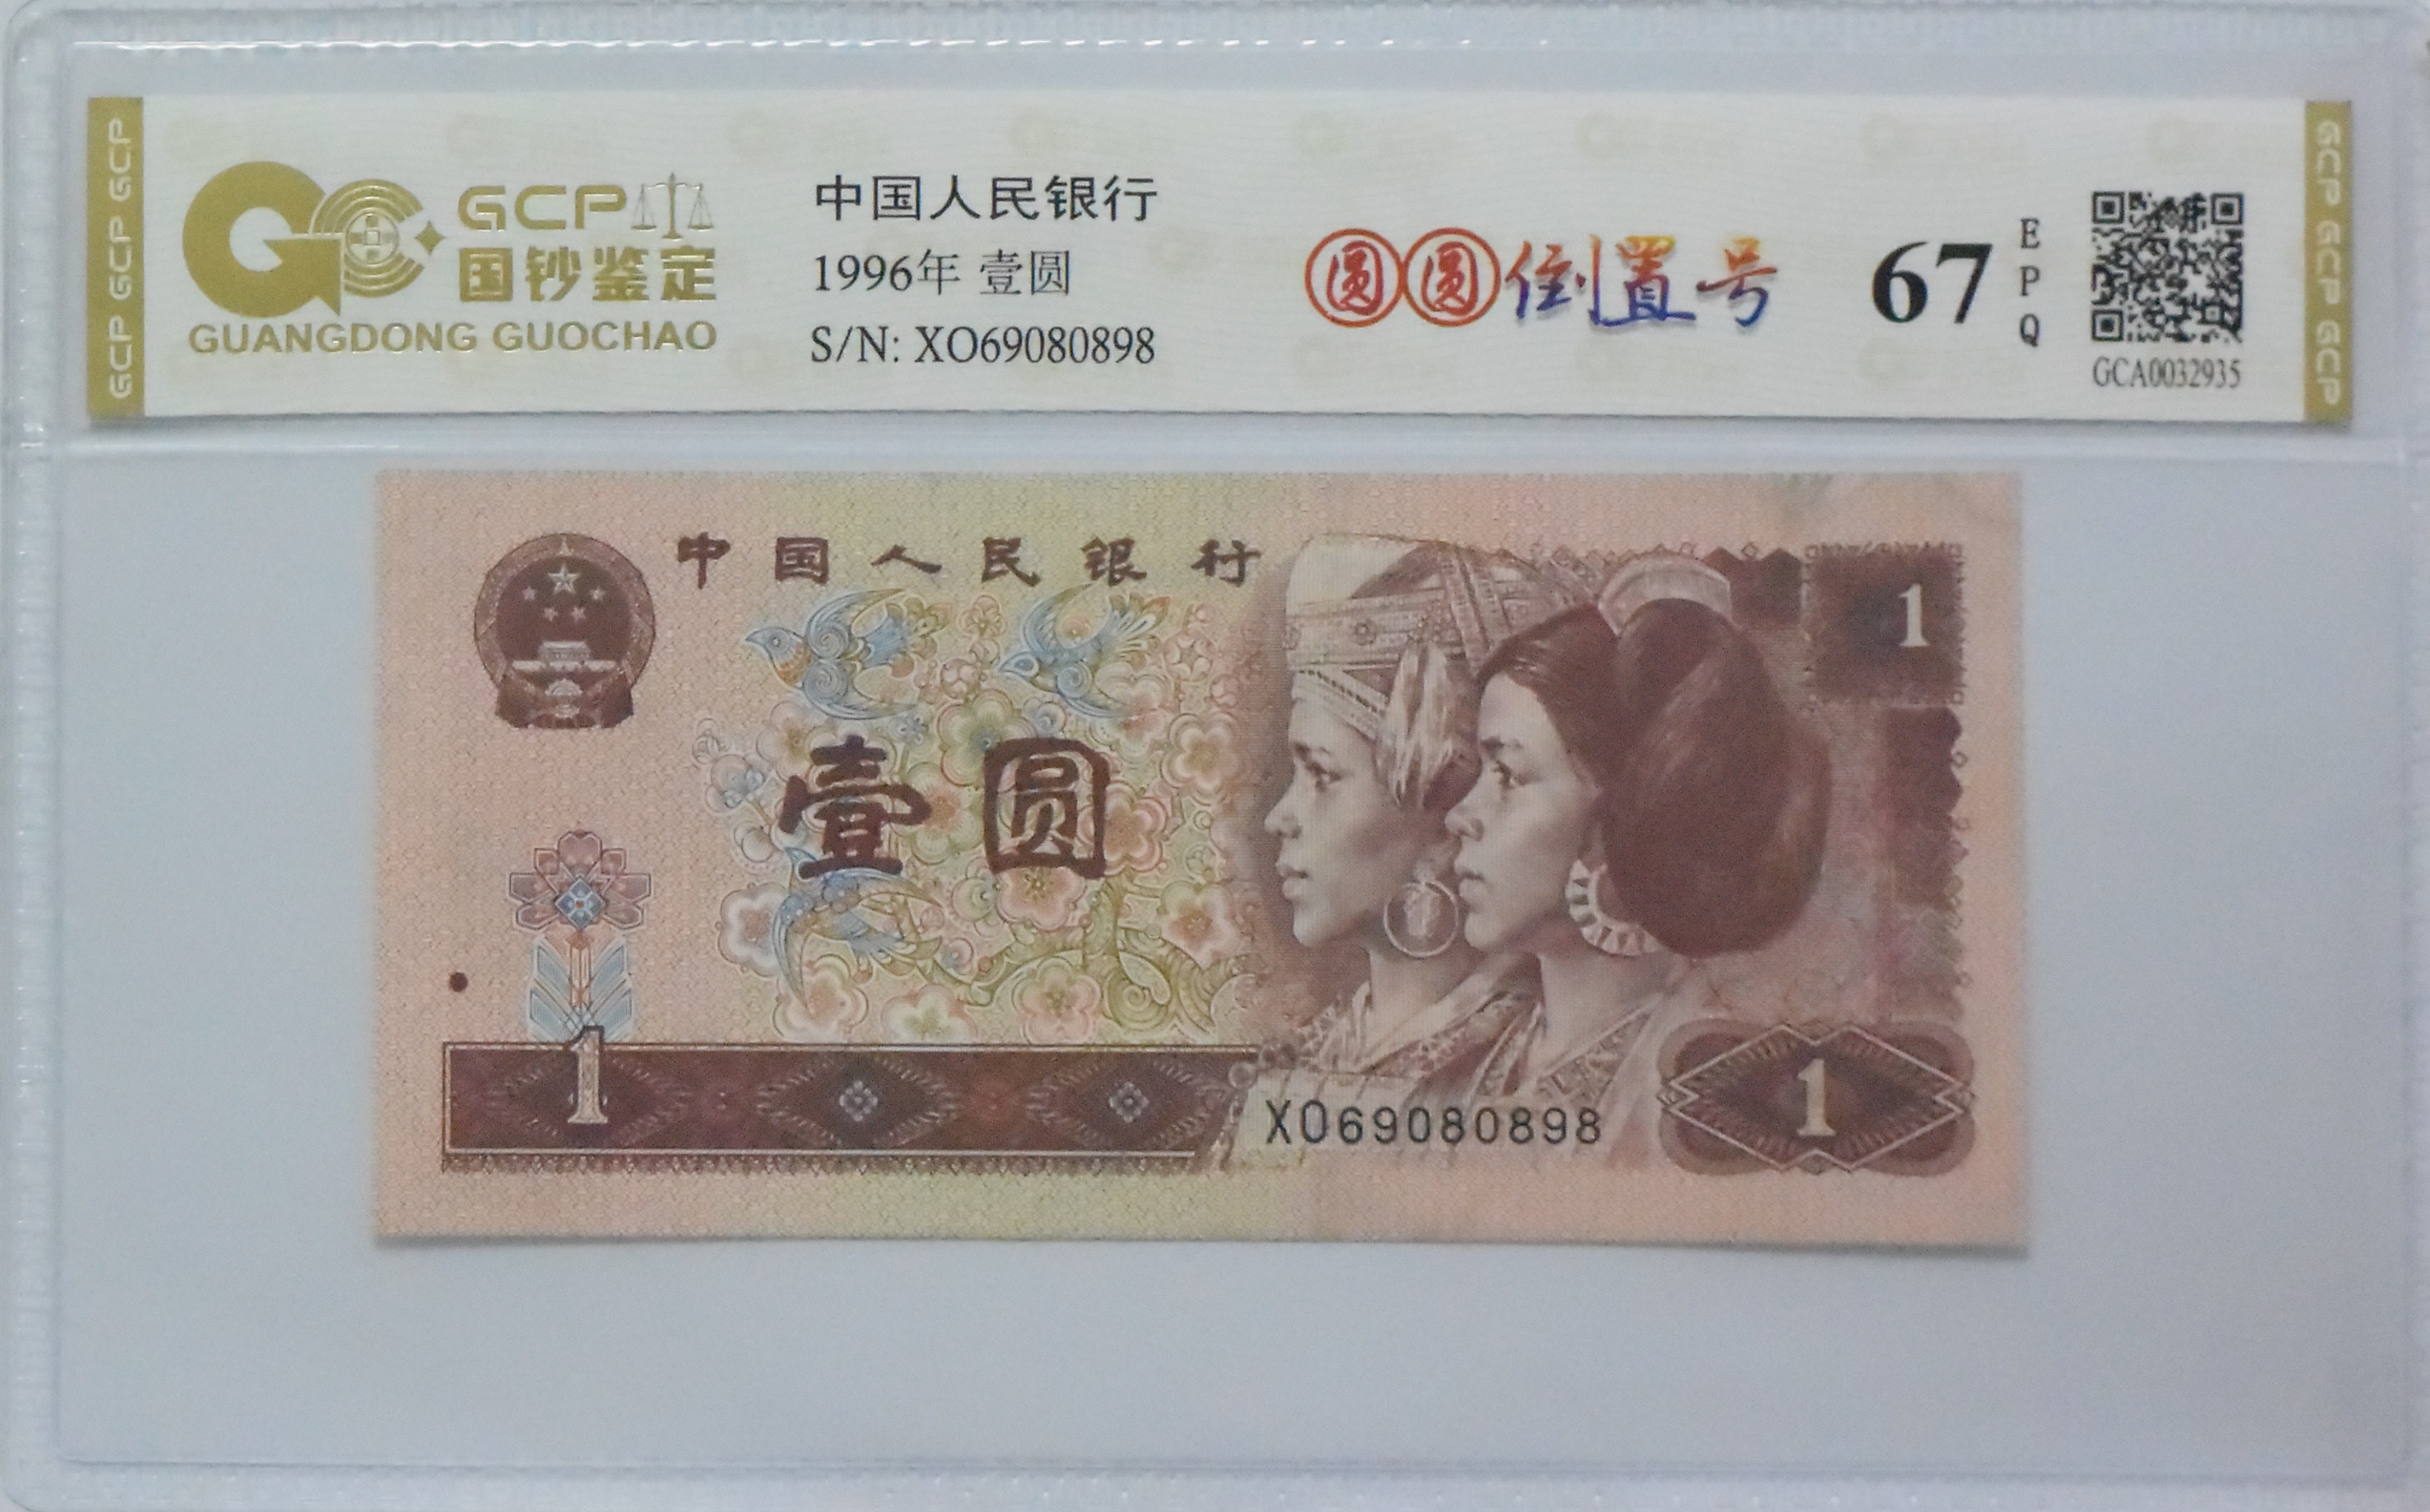 GCP GCP GCP
GCP
国钞鉴定
GUANGDONG GUOCHAO
中国人民银行
1996年 壹圆
S/N: XO69080898
圆圆倒置号
67
EPQ
GCA0032935
GCP GCP GCP
中国人民银行
1
壹圆
1
XO69080898
1